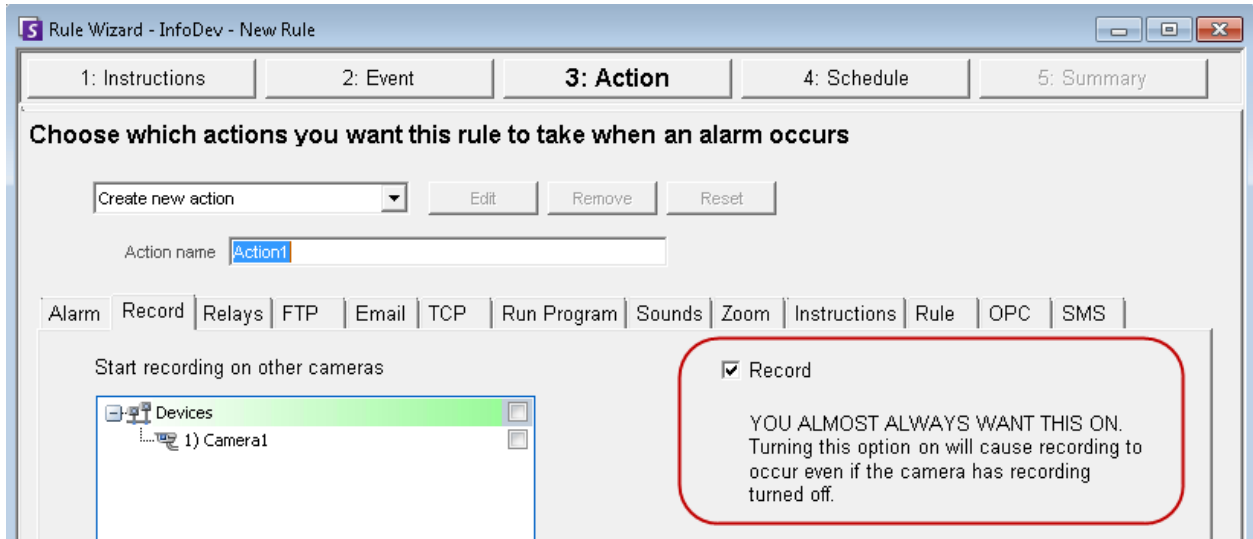 Rule Wizard - InfoDev - New Rule
1: Instructions 2: Event 3: Action 4: Schedule 5: Summary
Choose which actions you want this rule to take when an alarm occurs
Create new action Edit Remove Reset
Action name Action1
Alarm Record Relays FTP Email TCP Run Program Sounds Zoom Instructions Rule OPC SMS
Start recording on other cameras
Devices
1) Camera1
Record
YOU ALMOST ALWAYS WANT THIS ON.
Turning this option on will cause recording to
occur even if the camera has recording
turned off.